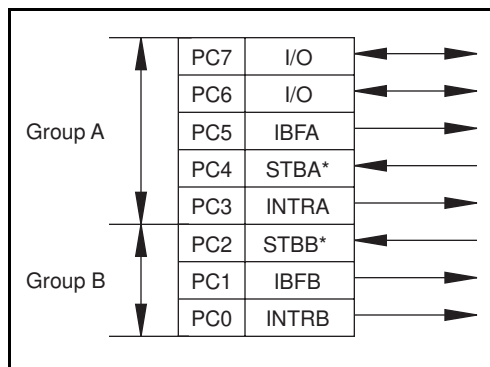 PC7 I/O
PC6 I/O
Group A PC5 IBFA
PC4 STBA*
PC3 INTRA
PC2 STBB*
Group B PC1 IBFB
PC0 INTRB